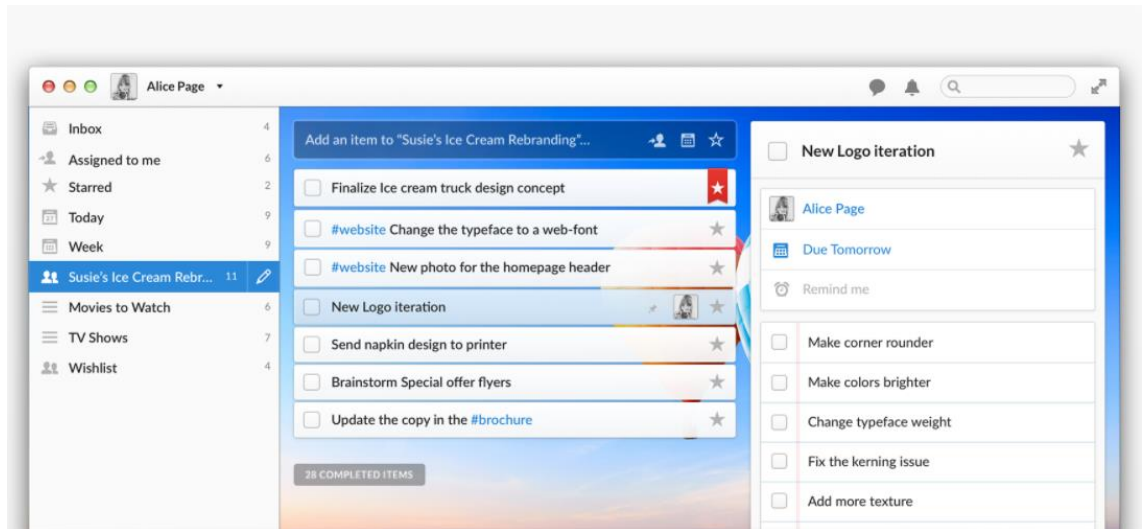 Alice Page
Inbox 4
Assigned to me 6
Starred 2
Today 9
Week 9
Susie's Ice Cream Rebr... 11
Movies to Watch 6
TV Shows 7
Wishlist 4
Add an item to "Susie's Ice Cream Rebranding"...
Finalize Ice cream truck design concept
#website Change the typeface to a web-font
#website New photo for the homepage header
New Logo iteration
Send napkin design to printer
Brainstorm Special offer flyers
Update the copy in the #brochure
28 COMPLETED ITEMS
New Logo iteration
Alice Page
Due Tomorrow
Remind me
Make corner rounder
Make colors brighter
Change typeface weight
Fix the kerning issue
Add more texture